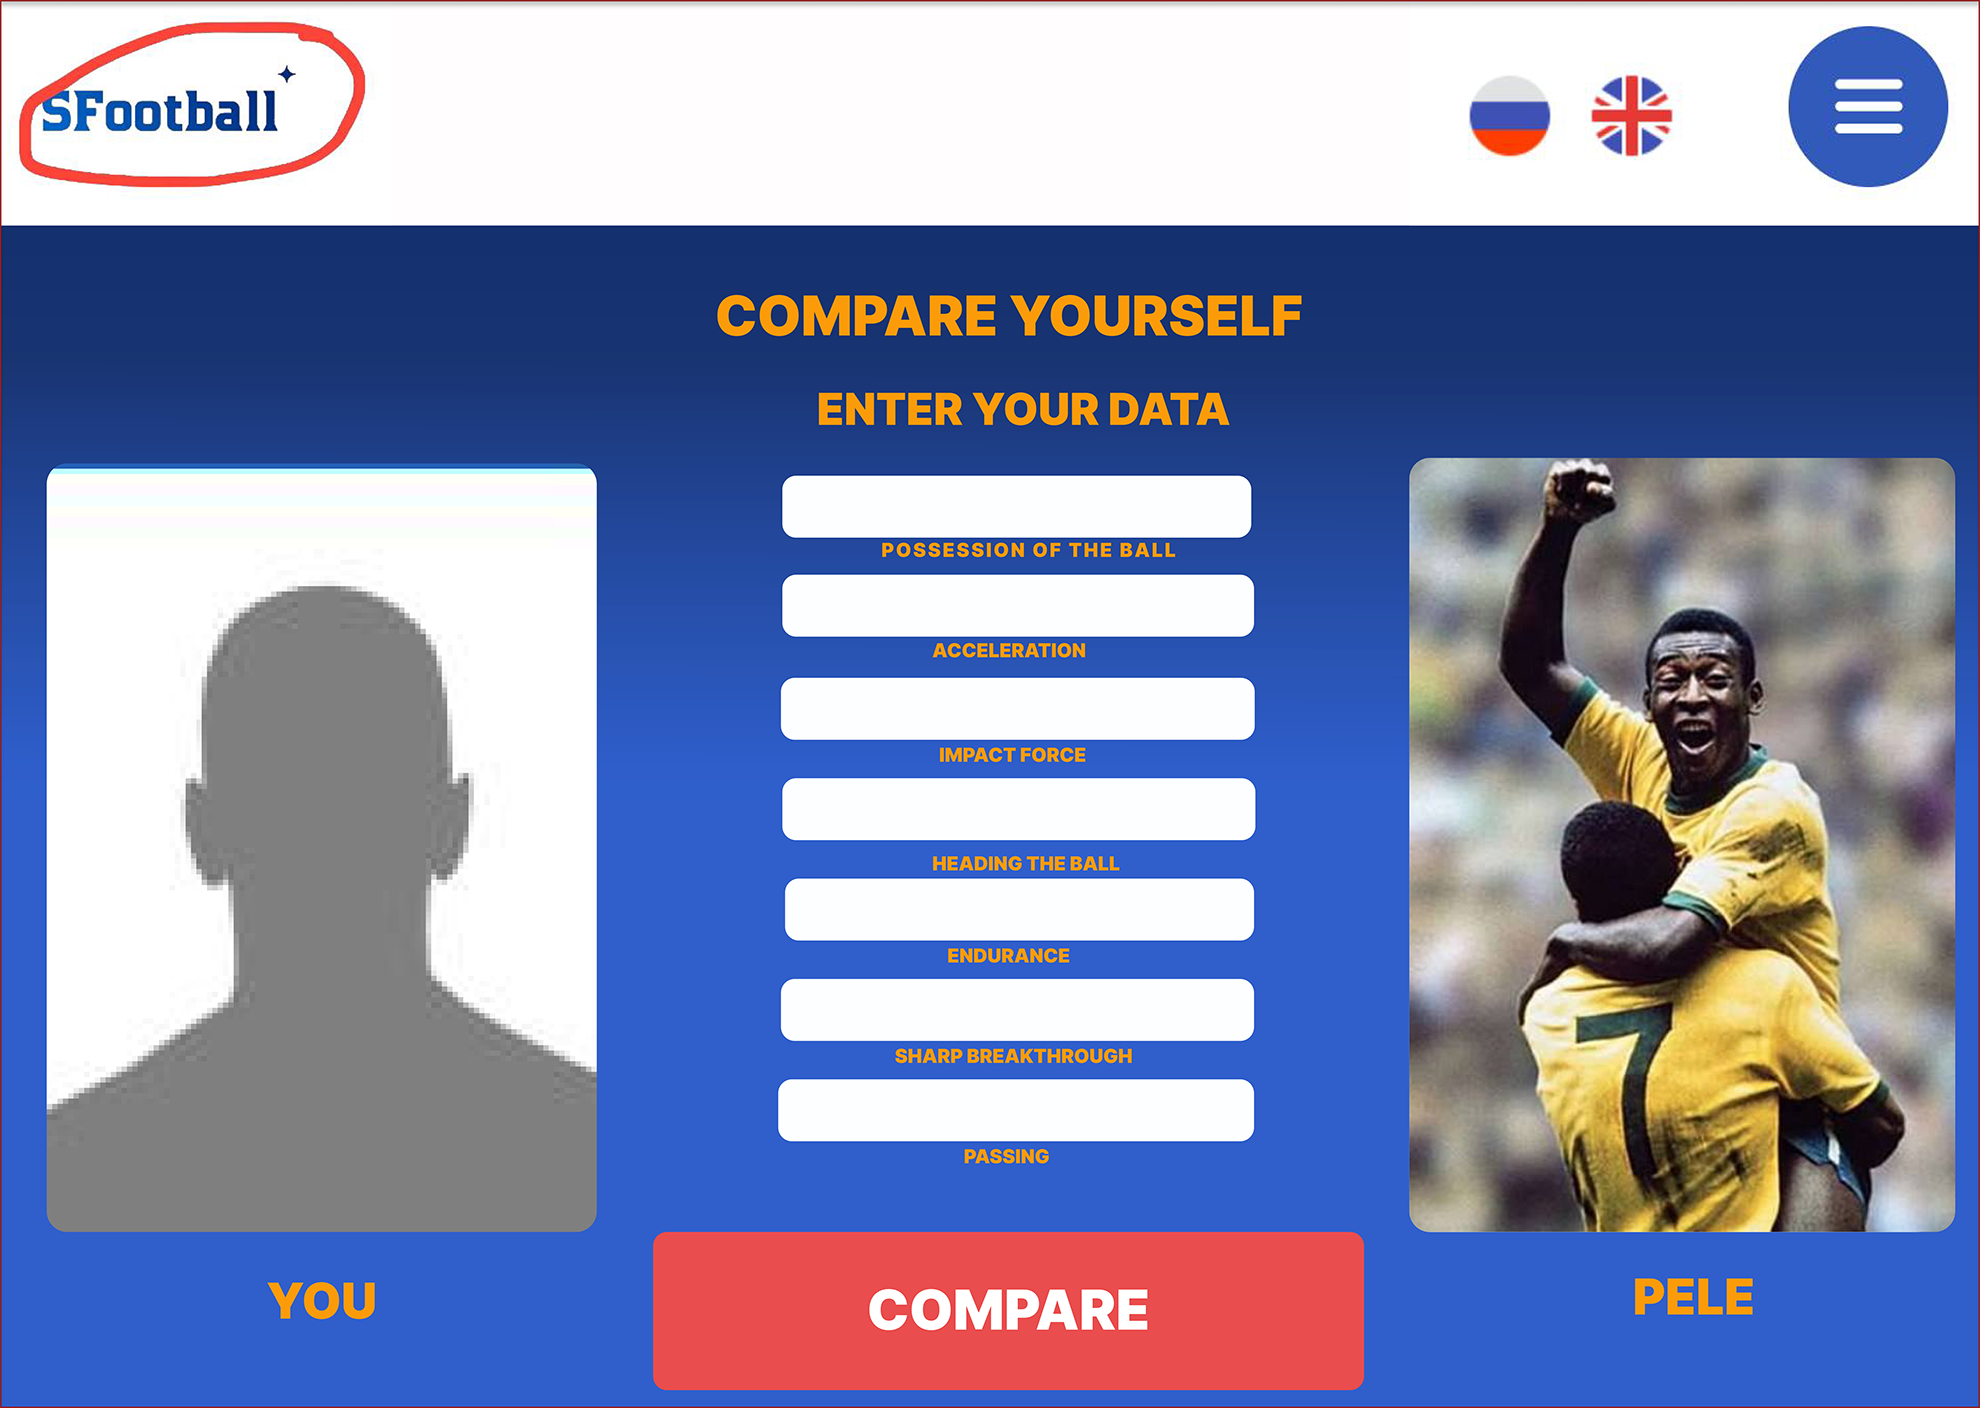 SFootball
COMPARE YOURSELF
ENTER YOUR DATA
POSSESSION OF THE BALL
ACCELERATION
IMPACT FORCE
HEADING THE BALL
ENDURANCE
SHARP BREAKTHROUGH
PASSING
7
YOU
COMPARE
PELE